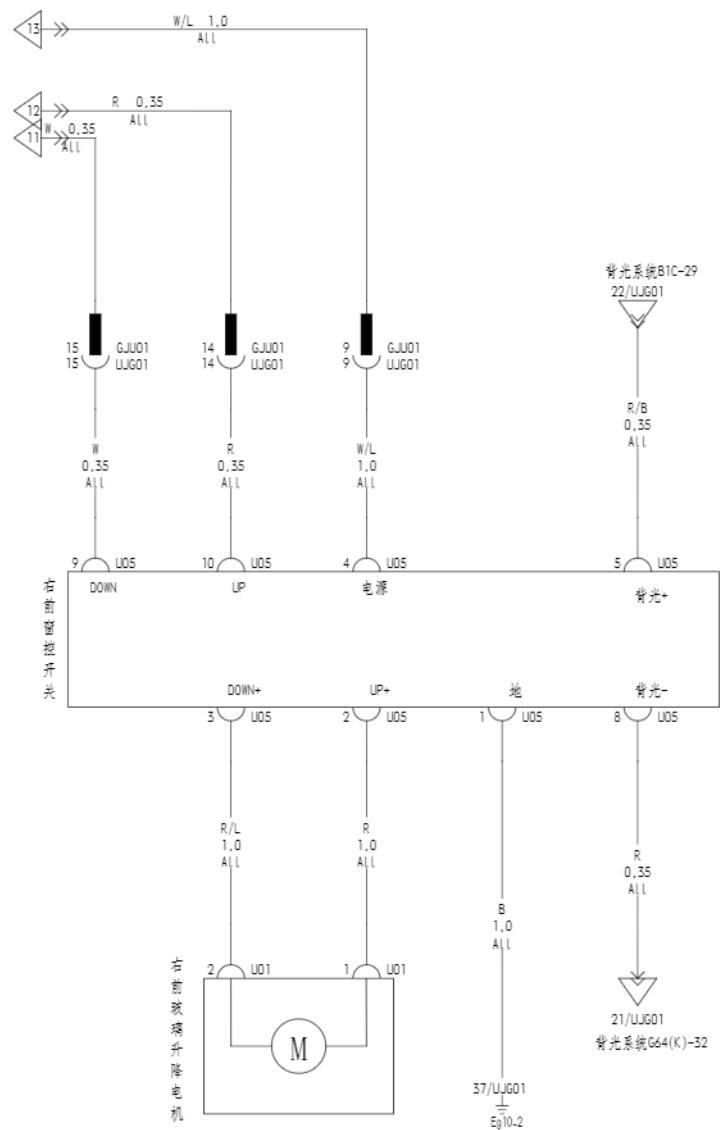 13
W/L 1,0
All
12
R 0,35
All
11
W 0,35
All
背光系统B1C-29
22/UJG01
15 GJU01
15 UJG01
14 GJU01
14 UJG01
9 GJU01
9 UJG01
W
0,35
All
R
0,35
All
W/L
1,0
All
R/B
0,35
All
9 U05
10 U05
4 U05
5 U05
右前窗控开关
DOWN
UP
电源
背光+
DOWN+
UP+
地
背光-
3 U05
2 U05
1 U05
8 U05
R/L
1,0
All
R
1,0
All
B
1,0
All
R
0,35
All
右前玻璃升降电机
2 U01
1 U01
M
21/UJG01
背光系统G64(K)-32
37/UJG01
Eg10-2